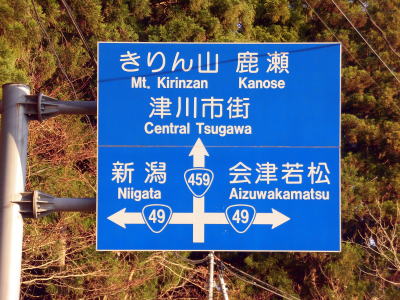 きりん山 鹿瀬
Mt. Kirinzan Kanose
津川市街
Central Tsugawa
新潟 会津若松
Niigata Aizuwakamatsu
459
49 49